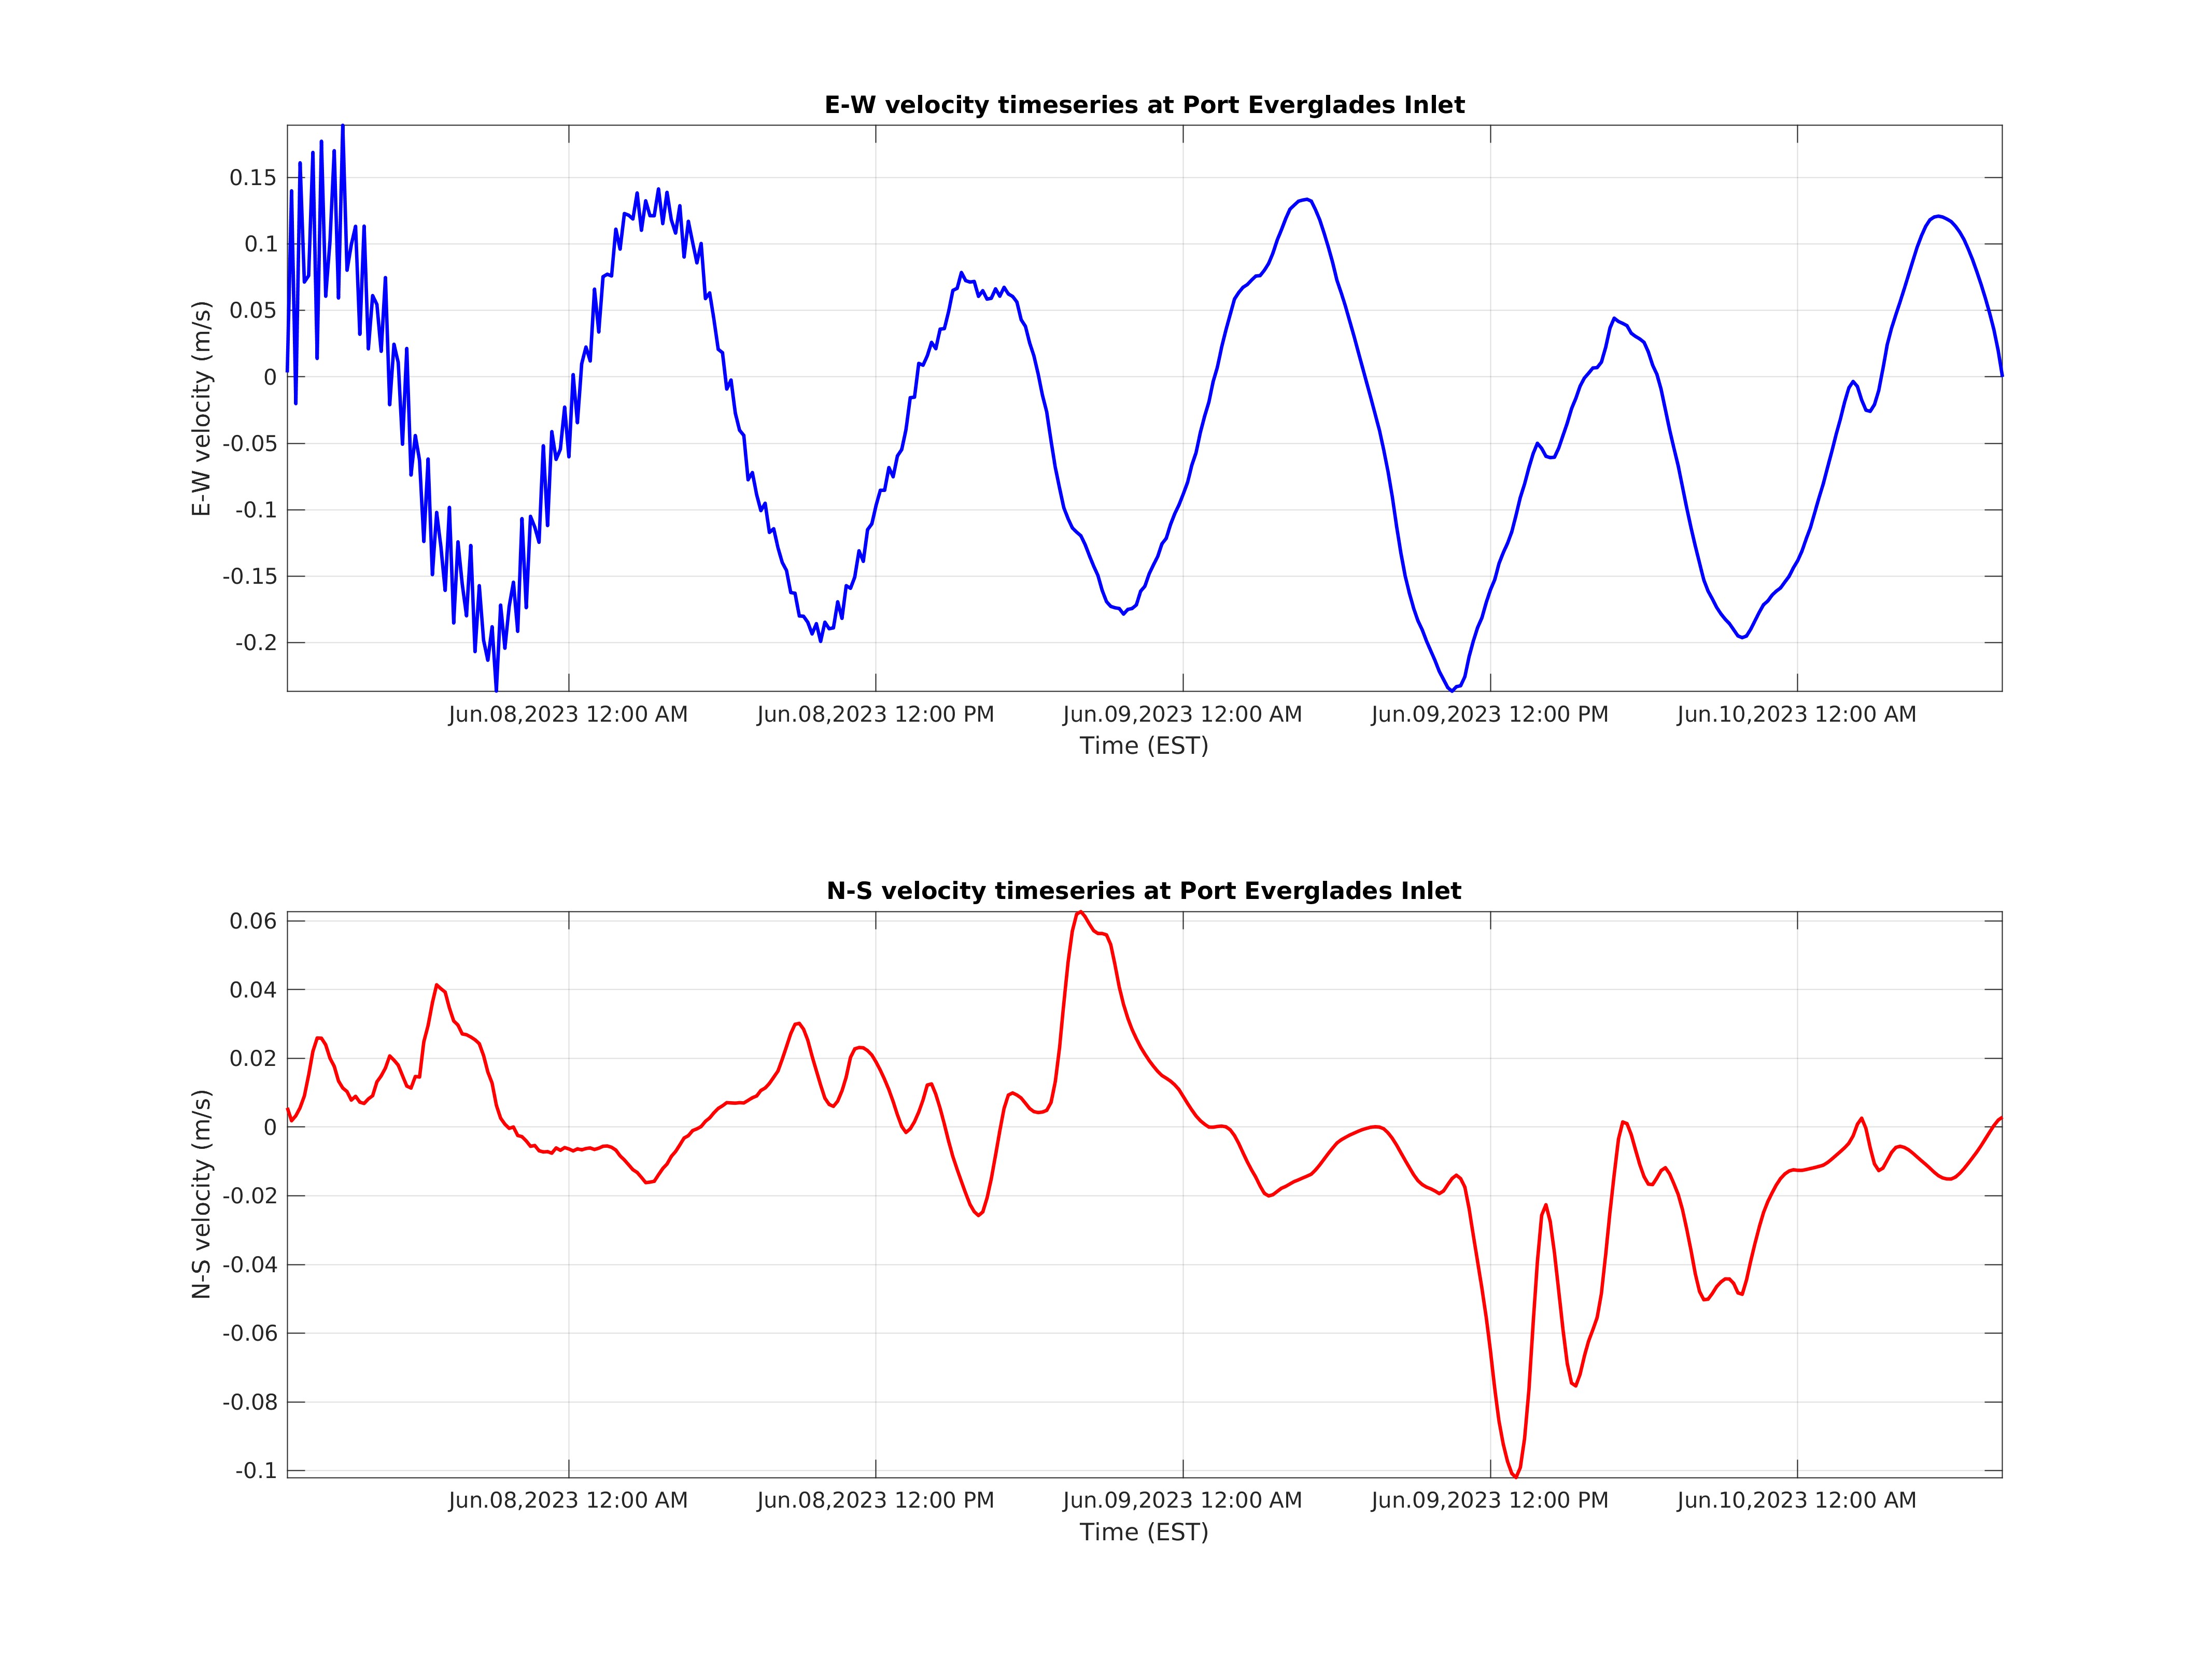 E-W velocity timeseries at Port Everglades Inlet
0.15
0.1
0.05
0
-0.05
-0.1
-0.15
-0.2
E-W velocity (m/s)
Jun.08,2023 12:00 AM Jun.08,2023 12:00 PM Jun.09,2023 12:00 AM Jun.09,2023 12:00 PM Jun.10,2023 12:00 AM
Time (EST)
N-S velocity timeseries at Port Everglades Inlet
0.06
0.04
0.02
0
-0.02
-0.04
-0.06
-0.08
-0.1
N-S velocity (m/s)
Jun.08,2023 12:00 AM Jun.08,2023 12:00 PM Jun.09,2023 12:00 AM Jun.09,2023 12:00 PM Jun.10,2023 12:00 AM
Time (EST)